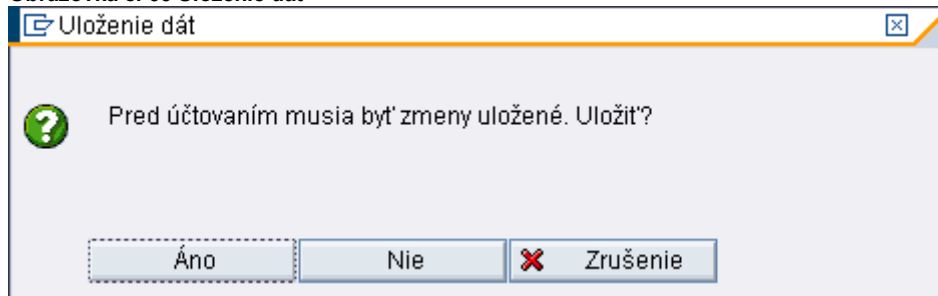 Uloženie dát
Pred účtovaním musia byť zmeny uložené. Uložiť?
Áno
Nie
Zrušenie